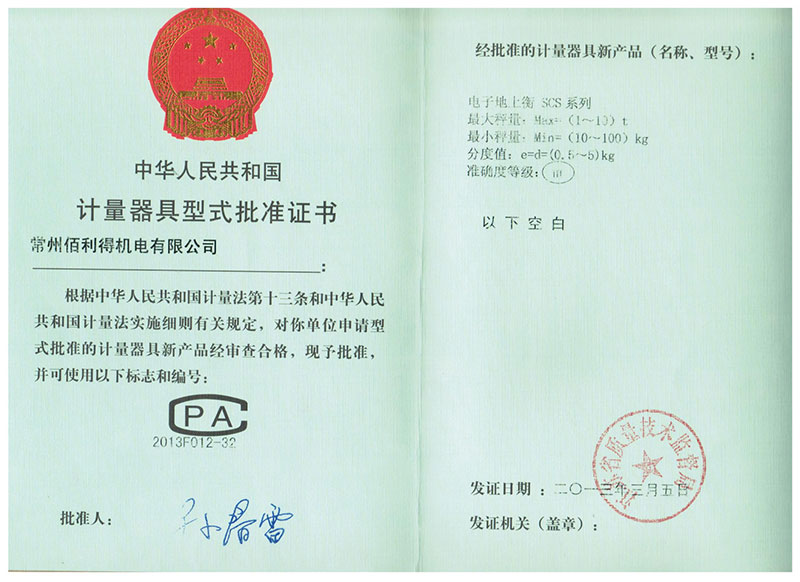 中华人民共和国
计量器具型式批准证书
常州佰利得机电有限公司
：
根据中华人民共和国计量法第十三条和中华人民
共和国计量法实施细则有关规定，对你单位申请型
式批准的计量器具新产品经审查合格，现予批准，
并可使用以下标志和编号：
CPA
2013F012-32
批准人：
经批准的计量器具新产品（名称、型号）：
电子地上衡 SCS 系列
最大秤量：Max=（1～10）t
最小秤量：Min=（10～100）kg
分度值：e=d=(0.5～5)kg
准确度等级：III
以下空白
省质量技术监督局
发证日期：二〇一三年三月五日
发证机关（盖章）：